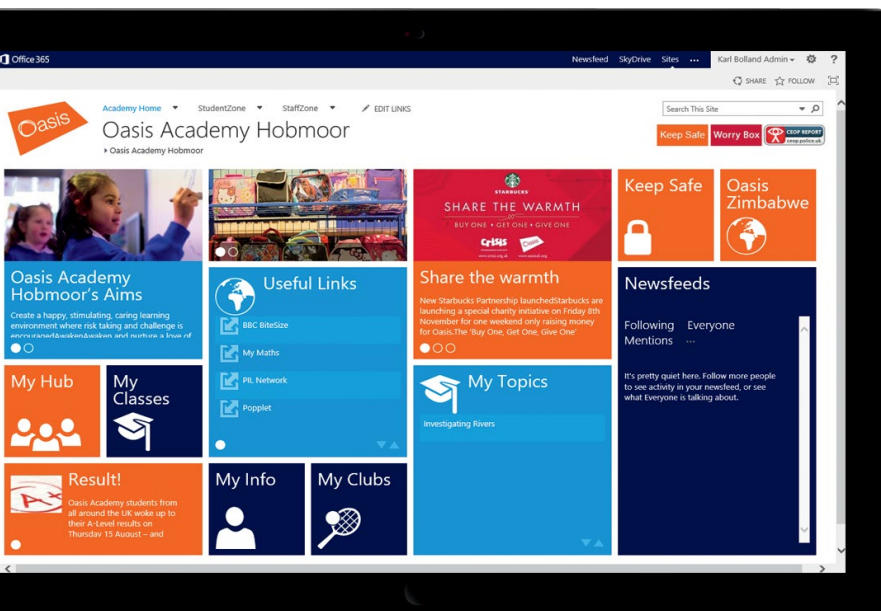 Office 365
Newsfeed SkyDrive Sites ... Karl Bolland Admin ?
SHARE FOLLOW
Academy Home StudentZone StaffZone EDIT LINKS
Search This Site
Oasis
Oasis Academy Hobmoor
Oasis Academy Hobmoor
Keep Safe Worry Box CEOP REPORT
ceop.police.uk
Oasis Academy
Hobmoor's Aims
Create a happy, stimulating, caring learning
environment where risk taking and challenge is
encouragedAwakenAwaken and nurture a love of
Useful Links
BBC BiteSize
My Maths
PIL Network
Popplet
STARBUCKS
SHARE THE WARMTH
BUY ONE • GET ONE • GIVE ONE
Crisis
Oasis
Share the warmth
New Starbucks Partnership launchedStarbucks are
launching a special charity initiative on Friday 8th
November for one weekend only raising money
for Oasis.The 'Buy One, Get One, Give One'
Keep Safe
Oasis
Zimbabwe
Newsfeeds
Following Everyone
Mentions ...
It's pretty quiet here. Follow more people
to see activity in your newsfeed, or see
what Everyone is talking about.
My Hub
My
Classes
My Topics
Investigating Rivers
A+
Result!
Oasis Academy students from
all around the UK woke up to
their A-Level results on
Thursday 15 August – and
My Info
My Clubs